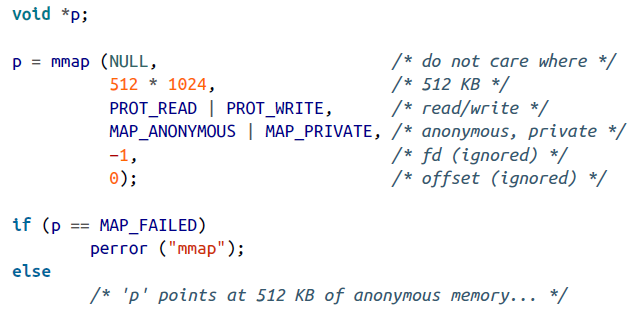 void *p;
p = mmap (NULL, /* do not care where */
512 * 1024, /* 512 KB */
PROT_READ | PROT_WRITE, /* read/write */
MAP_ANONYMOUS | MAP_PRIVATE, /* anonymous, private */
-1, /* fd (ignored) */
0); /* offset (ignored) */
if (p == MAP_FAILED)
perror ("mmap");
else
/* 'p' points at 512 KB of anonymous memory... */